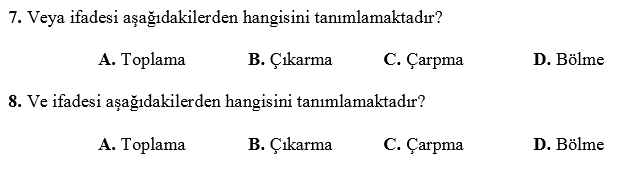 7. Veya ifadesi aşağıdakilerden hangisini tanımlamaktadır?
A. Toplama B. Çıkarma C. Çarpma D. Bölme
8. Ve ifadesi aşağıdakilerden hangisini tanımlamaktadır?
A. Toplama B. Çıkarma C. Çarpma D. Bölme